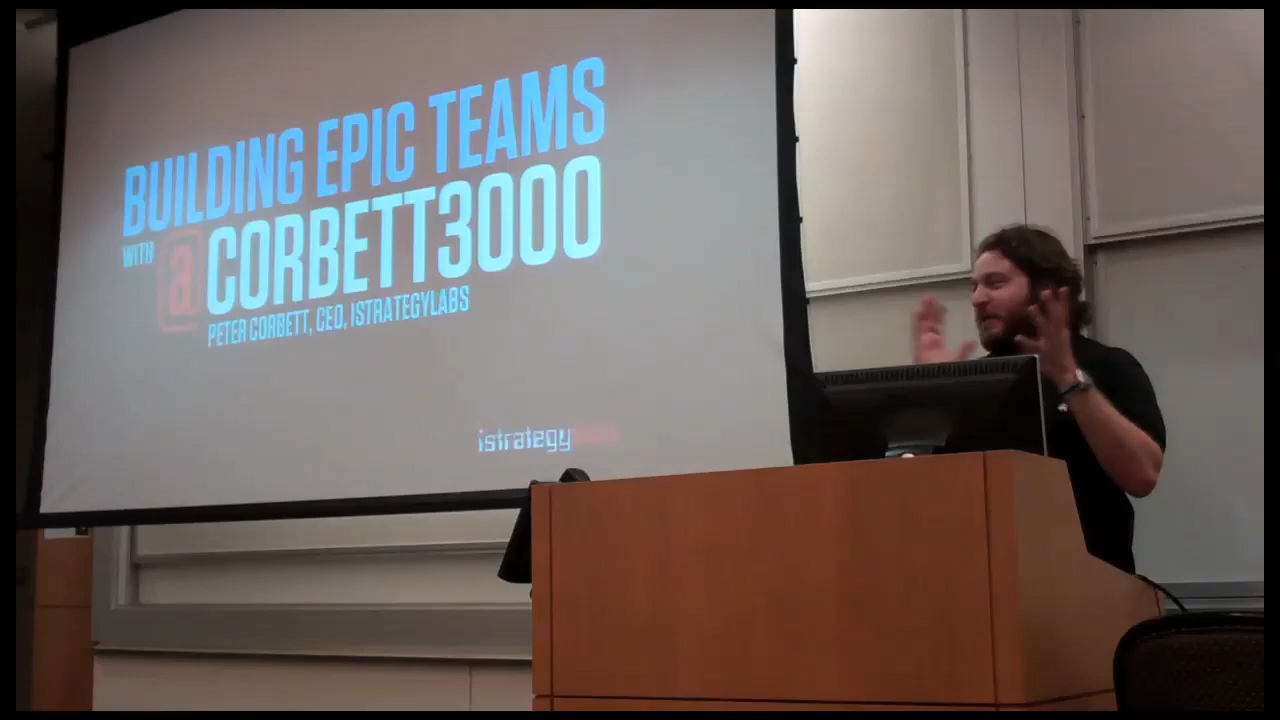 BUILDING EPIC TEAMS
WITH @CORBETT3000
PETER CORBETT, CEO, ISTRATEGYLABS
istrategy